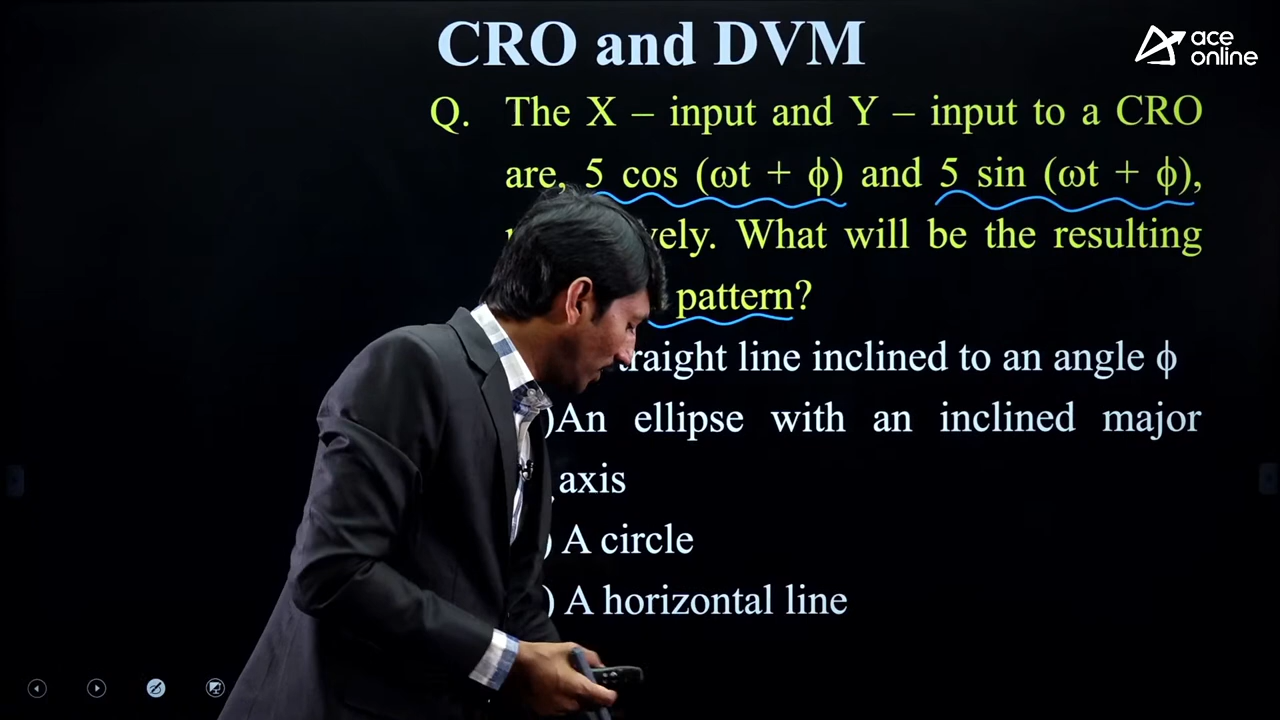 CRO and DVM
ace
online
Q. The X – input and Y – input to a CRO
are, 5 cos (ωt + ϕ) and 5 sin (ωt + ϕ),
What will be the resulting
pattern?
line inclined to an angle ϕ
)An ellipse with an inclined major
axis
) A circle
) A horizontal line